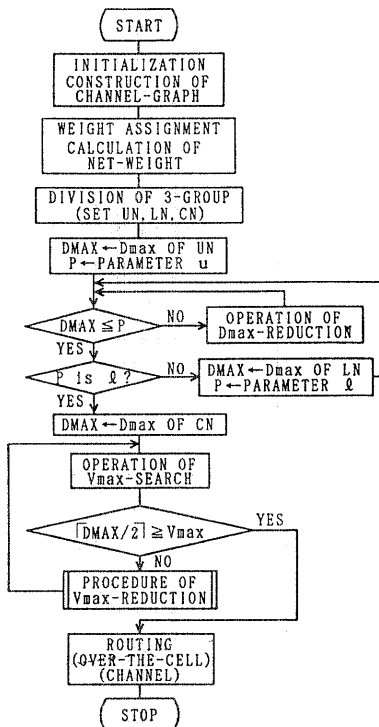 START
INITIALIZATION
CONSTRUCTION OF
CHANNEL-GRAPH
WEIGHT ASSIGNMENT
CALCULATION OF
NET-WEIGHT
DIVISION OF 3-GROUP
(SET UN, LN, CN)
DMAX←Dmax OF UN
P←PARAMETER u
DMAX≦P
NO
OPERATION OF
Dmax-REDUCTION
YES
P is ℓ?
NO
DMAX←Dmax OF LN
P←PARAMETER ℓ
YES
DMAX←Dmax OF CN
OPERATION OF
Vmax-SEARCH
⌈DMAX/2⌉≧Vmax
YES
NO
PROCEDURE OF
Vmax-REDUCTION
ROUTING
(OVER-THE-CELL)
(CHANNEL)
STOP